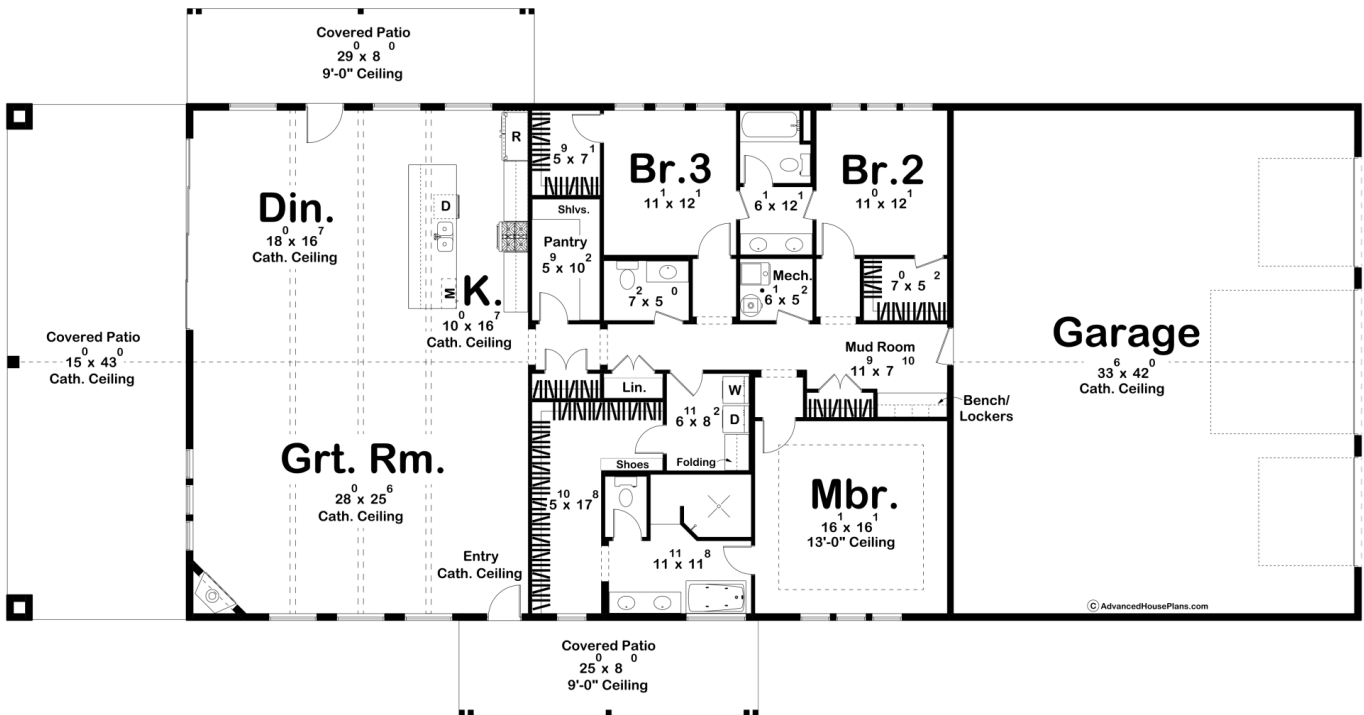 Covered Patio
29⁰ x 8⁰
9'-0" Ceiling
R
5⁹ x 7¹
Br.3
11¹ x 12¹
6¹ x 12¹
Br.2
11⁰ x 12¹
Din.
18⁰ x 16⁷
Cath. Ceiling
D
M
K.
10⁰ x 16⁷
Cath. Ceiling
Shlvs.
Pantry
5⁹ x 10²
7² x 5⁰
Mech.
6¹ x 5²
7⁰ x 5²
Covered Patio
15⁰ x 43⁰
Cath. Ceiling
Mud Room
11⁹ x 7¹⁰
Garage
33⁶ x 42⁰
Cath. Ceiling
Lin.
W
D
6¹¹ x 8²
Bench/
Lockers
Grt. Rm.
28⁰ x 25⁶
Cath. Ceiling
Shoes
Folding
5¹⁰ x 17⁸
Mbr.
16¹ x 16¹
13'-0" Ceiling
Entry
Cath. Ceiling
11¹¹ x 11⁸
© AdvancedHousePlans.com
Covered Patio
25⁰ x 8⁰
9'-0" Ceiling